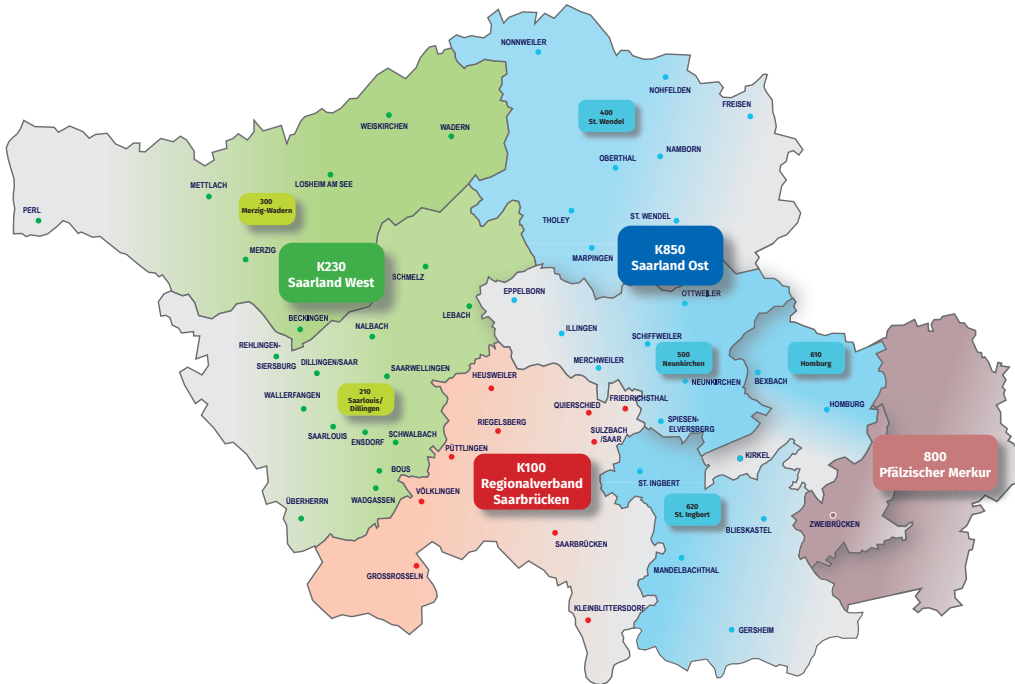 NONNWEILER
NOHFELDEN
FREISEN
400
St. Wendel
WEISKIRCHEN
WADERN
OBERTHAL
NAMBORN
METTLACH
LOSHEIM AM SEE
PERL
300
Merzig-Wadern
THOLEY
ST. WENDEL
MERZIG
MARPINGEN
K230
Saarland West
K850
Saarland Ost
SCHMELZ
EPPELBORN
OTTWEILER
LEBACH
BECKINGEN
NALBACH
ILLINGEN
SCHIFFWEILER
REHLINGEN-
SIERSBURG
DILLINGEN/SAAR
SAARWELLINGEN
HEUSWEILER
MERCHWEILER
500
Neunkirchen
NEUNKIRCHEN
610
Homburg
BEXBACH
HOMBURG
WALLERFANGEN
210
Saarlouis/
Dillingen
QUIERSCHIED
FRIEDRICHSTHAL
SPIESEN-
ELVERSBERG
SAARLOUIS
ENSDORF
SCHWALBACH
RIEGELSBERG
SULZBACH
/SAAR
PÜTTLINGEN
KIRKEL
800
Pfälzischer Merkur
K100
Regionalverband
Saarbrücken
BOUS
WADGASSEN
VÖLKLINGEN
ST. INGBERT
620
St. Ingbert
ÜBERHERRN
BLIESKASTEL
ZWEIBRÜCKEN
SAARBRÜCKEN
MANDELBACHTHAL
GROSSROSSELN
KLEINBLITTERSDORF
GERSHEIM